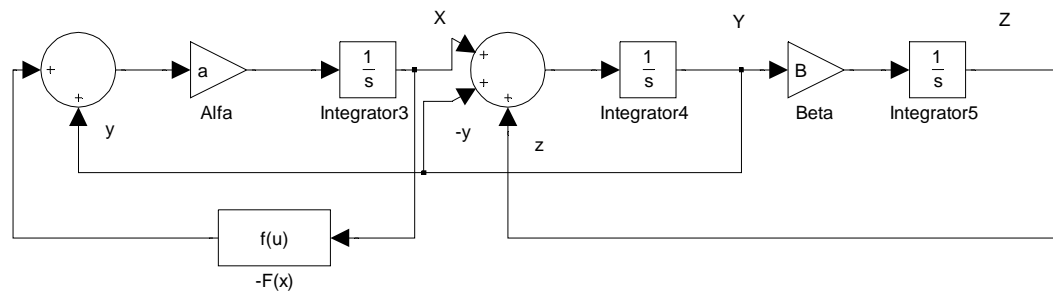 X
Y
Z
+
+
a
1
s
+
+
+
1
s
B
1
s
Alfa
Integrator3
Integrator4
Beta
Integrator5
y
-y
z
f(u)
-F(x)